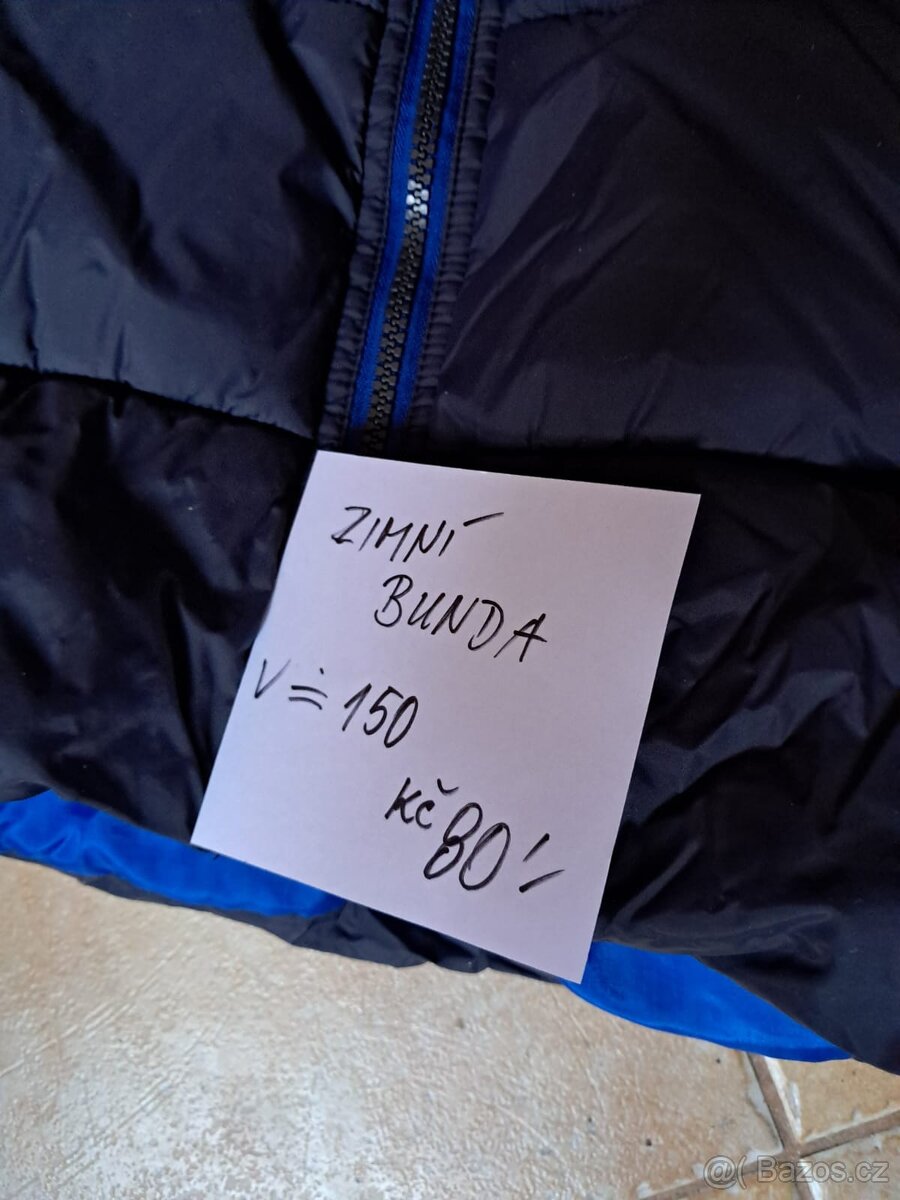 ZIMNÍ
BUNDA
V ≐ 150
Kč 80'-
@( Bazos.cz